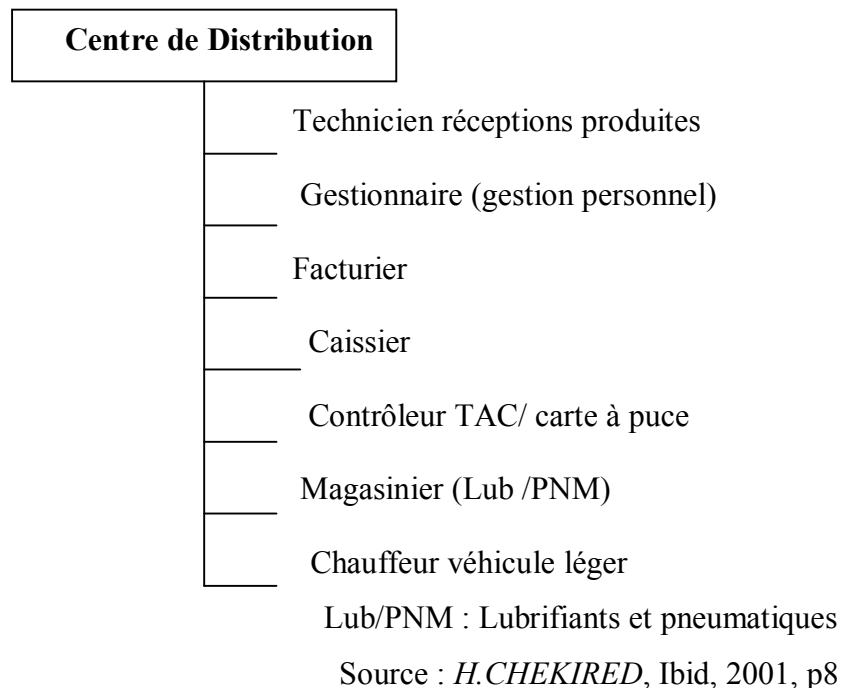 Centre de Distribution
Technicien réceptions produites
Gestionnaire (gestion personnel)
Facturier
Caissier
Contrôleur TAC/ carte à puce
Magasinier (Lub /PNM)
Chauffeur véhicule léger
Lub/PNM : Lubrifiants et pneumatiques
Source : H.CHEKIRED, Ibid, 2001, p8